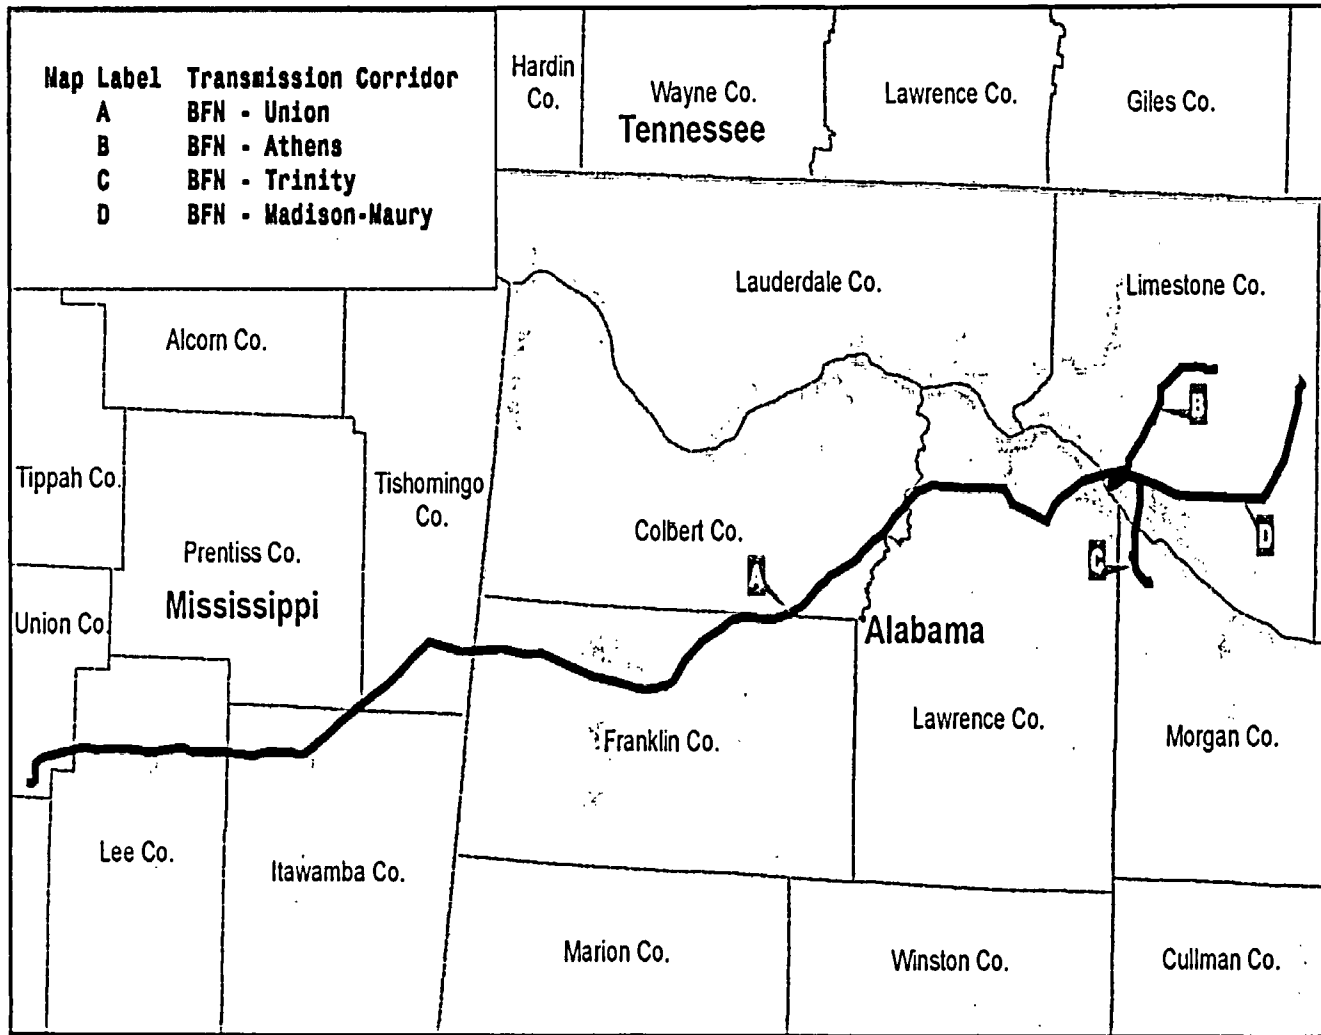 Map Label Transmission Corridor
A BFN - Union
B BFN - Athens
C BFN - Trinity
D BFN - Madison-Maury
Hardin
Co.
Wayne Co.
Tennessee
Lawrence Co.
Giles Co.
Lauderdale Co.
Limestone Co.
Alcorn Co.
B
Tippah Co.
Tishomingo
Co.
Prentiss Co.
Colbert Co.
D
C
A
Mississippi
Union Co
Alabama
Franklin Co.
Lawrence Co.
Morgan Co.
Lee Co.
Itawamba Co.
Marion Co.
Winston Co.
Cullman Co.